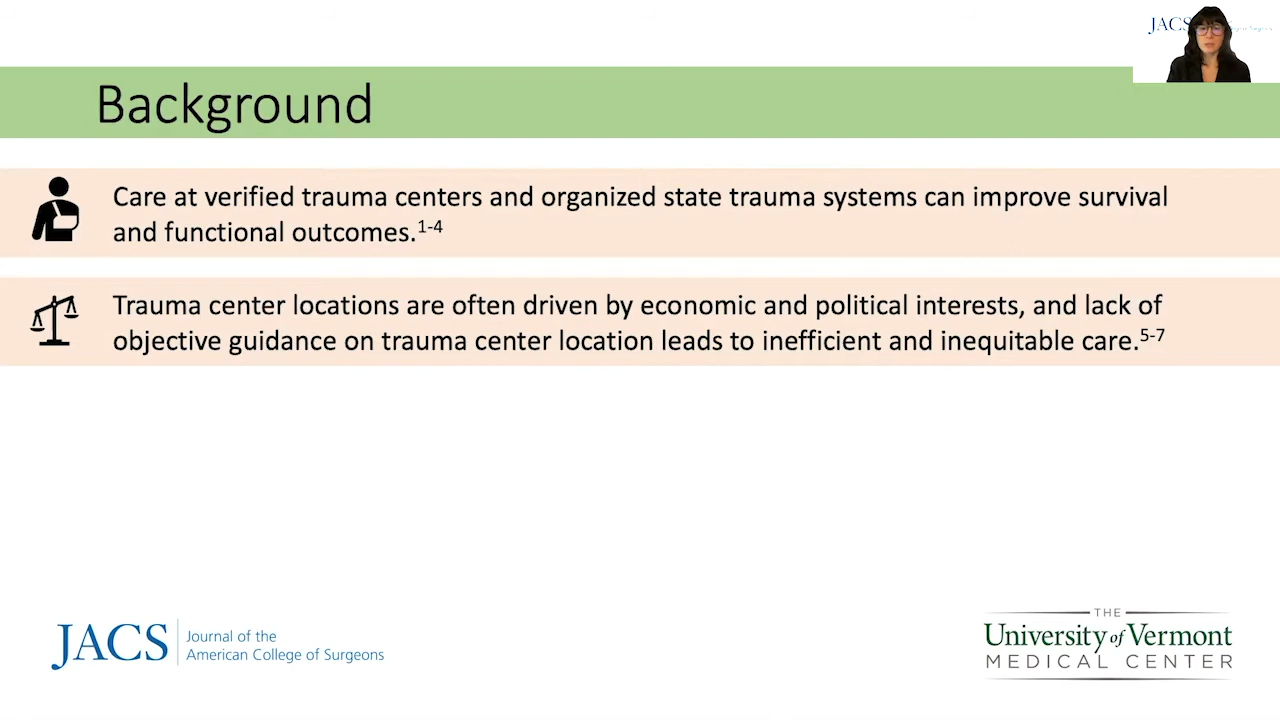 JACS
Background
Care at verified trauma centers and organized state trauma systems can improve survival
and functional outcomes.1-4
Trauma center locations are often driven by economic and political interests, and lack of
objective guidance on trauma center location leads to inefficient and inequitable care.5-7
JACS
Journal of the
American College of Surgeons
THE
University of Vermont
MEDICAL CENTER